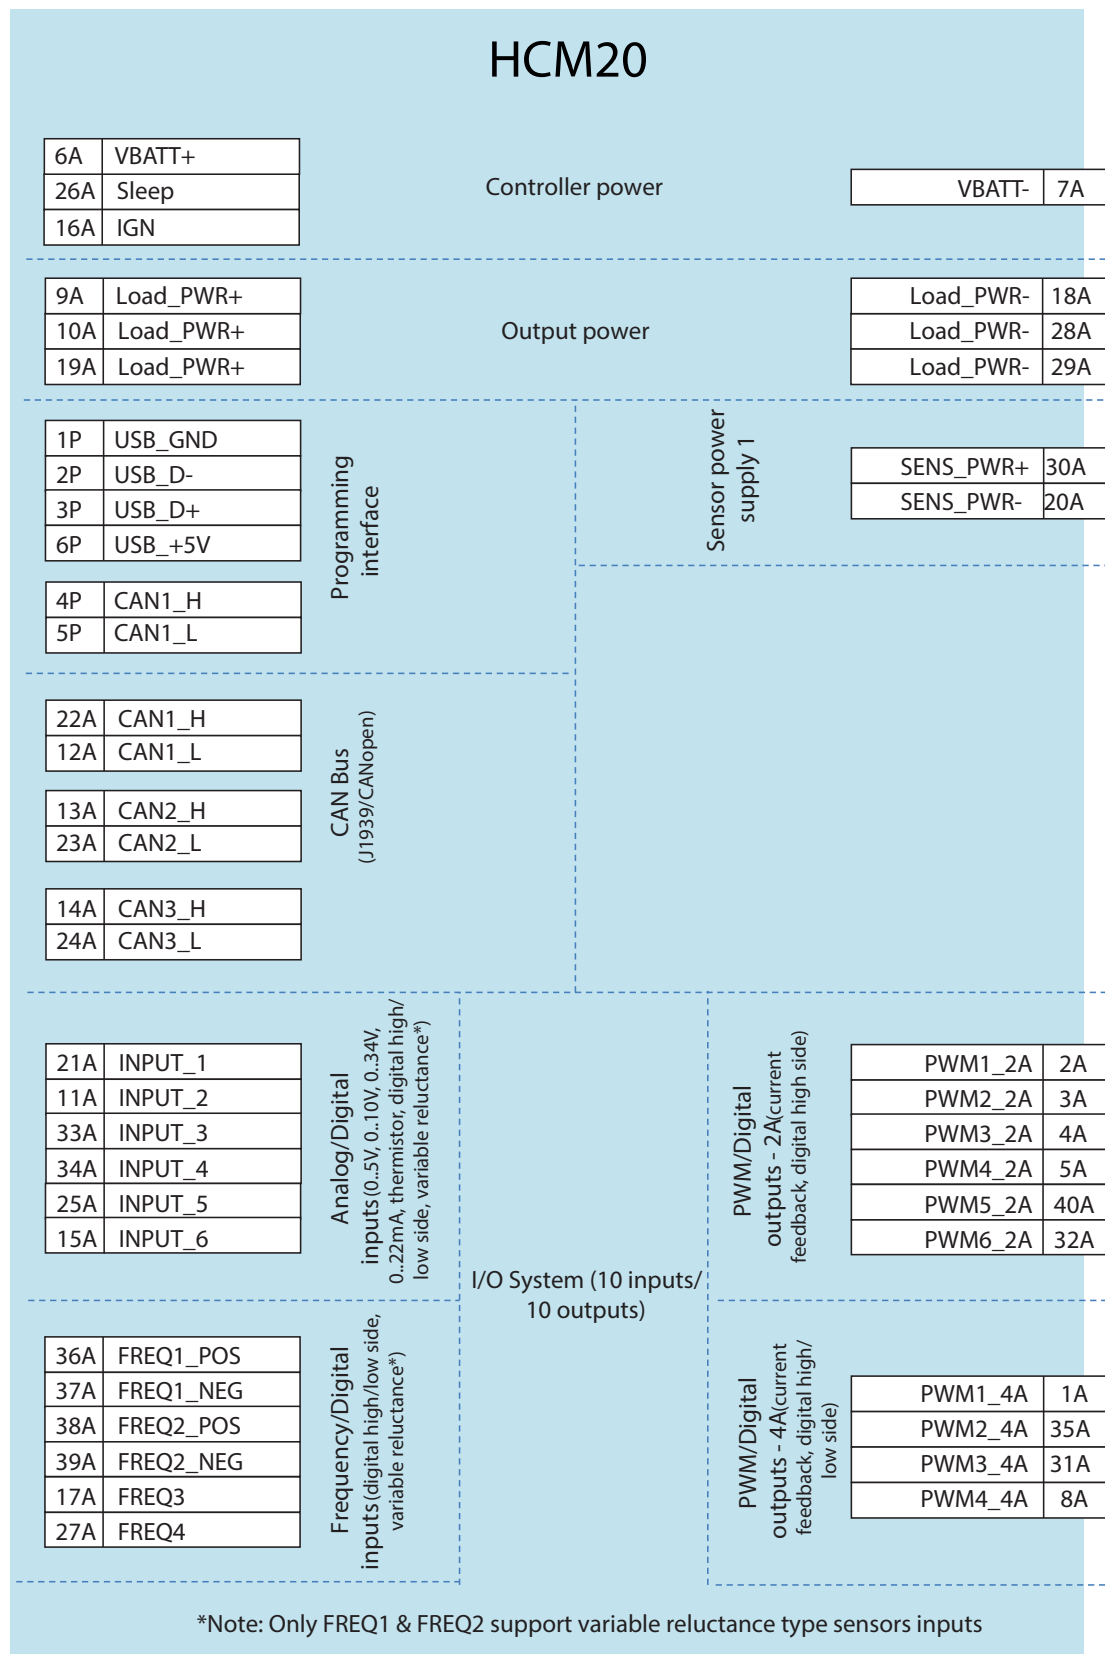 HCM20
6A VBATT+
26A Sleep
16A IGN
Controller power
VBATT- 7A
9A Load_PWR+
10A Load_PWR+
19A Load_PWR+
Output power
Load_PWR- 18A
Load_PWR- 28A
Load_PWR- 29A
1P USB_GND
2P USB_D-
3P USB_D+
6P USB_+5V
4P CAN1_H
5P CAN1_L
Programming
interface
Sensor power
supply 1
SENS_PWR+ 30A
SENS_PWR- 20A
22A CAN1_H
12A CAN1_L
13A CAN2_H
23A CAN2_L
14A CAN3_H
24A CAN3_L
CAN Bus
(J1939/CANopen)
21A INPUT_1
11A INPUT_2
33A INPUT_3
34A INPUT_4
25A INPUT_5
15A INPUT_6
Analog/Digital
inputs (0..5V, 0..10V, 0..34V,
0..22mA, thermistor, digital high/
low side, variable reluctance*)
I/O System (10 inputs/
10 outputs)
PWM/Digital
outputs - 2A(current
feedback, digital high side)
PWM1_2A 2A
PWM2_2A 3A
PWM3_2A 4A
PWM4_2A 5A
PWM5_2A 40A
PWM6_2A 32A
36A FREQ1_POS
37A FREQ1_NEG
38A FREQ2_POS
39A FREQ2_NEG
17A FREQ3
27A FREQ4
Frequency/Digital
inputs (digital high/low side,
variable reluctance*)
PWM/Digital
outputs - 4A(current
feedback, digital high/
low side)
PWM1_4A 1A
PWM2_4A 35A
PWM3_4A 31A
PWM4_4A 8A
*Note: Only FREQ1 & FREQ2 support variable reluctance type sensors inputs